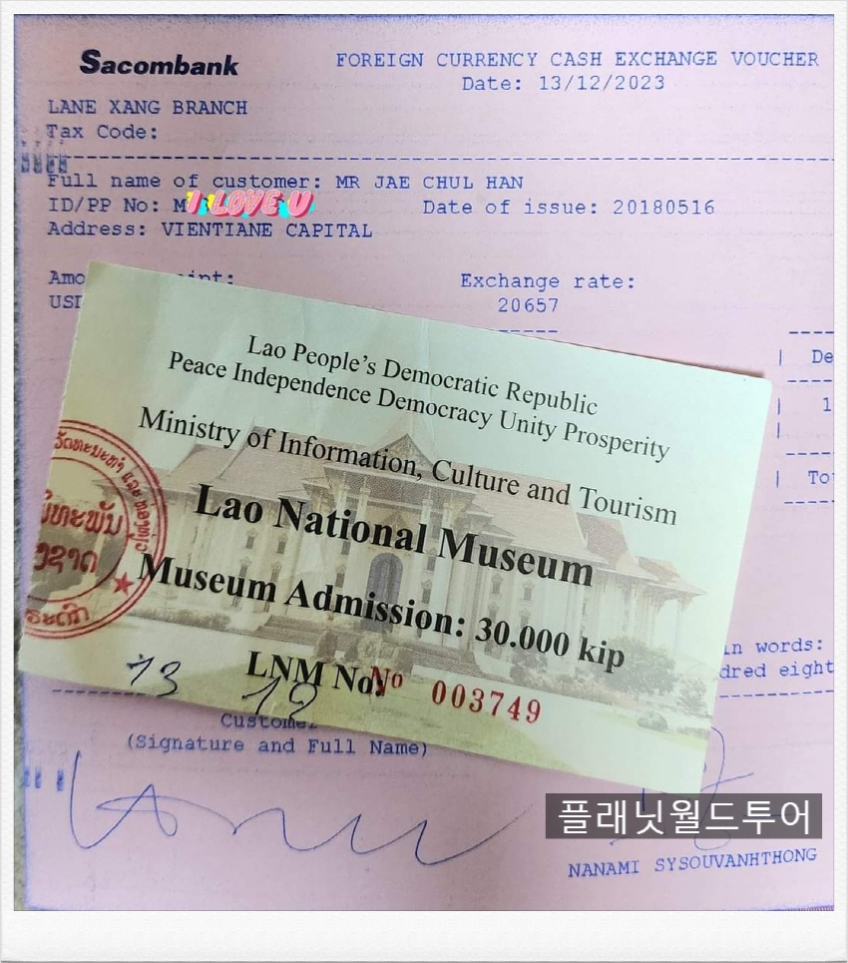 Sacombank
FOREIGN CURRENCY CASH EXCHANGE VOUCHER
Date: 13/12/2023
LANE XANG BRANCH
Tax Code:
Full name of customer: MR JAE CHUL HAN
ID/PP No: M
I LOVE U
Date of issue: 20180516
Address: VIENTIANE CAPITAL
Exchange rate:
20657
Lao People's Democratic Republic
Peace Independence Democracy Unity Prosperity
Ministry of Information, Culture and Tourism
Lao National Museum
Museum Admission: 30.000 kip
LNM No: Nº 003749
13
12
in words:
eight
Customer
(Signature and Full Name)
플래닛월드투어
NANAMI SYSOUVANHTHONG